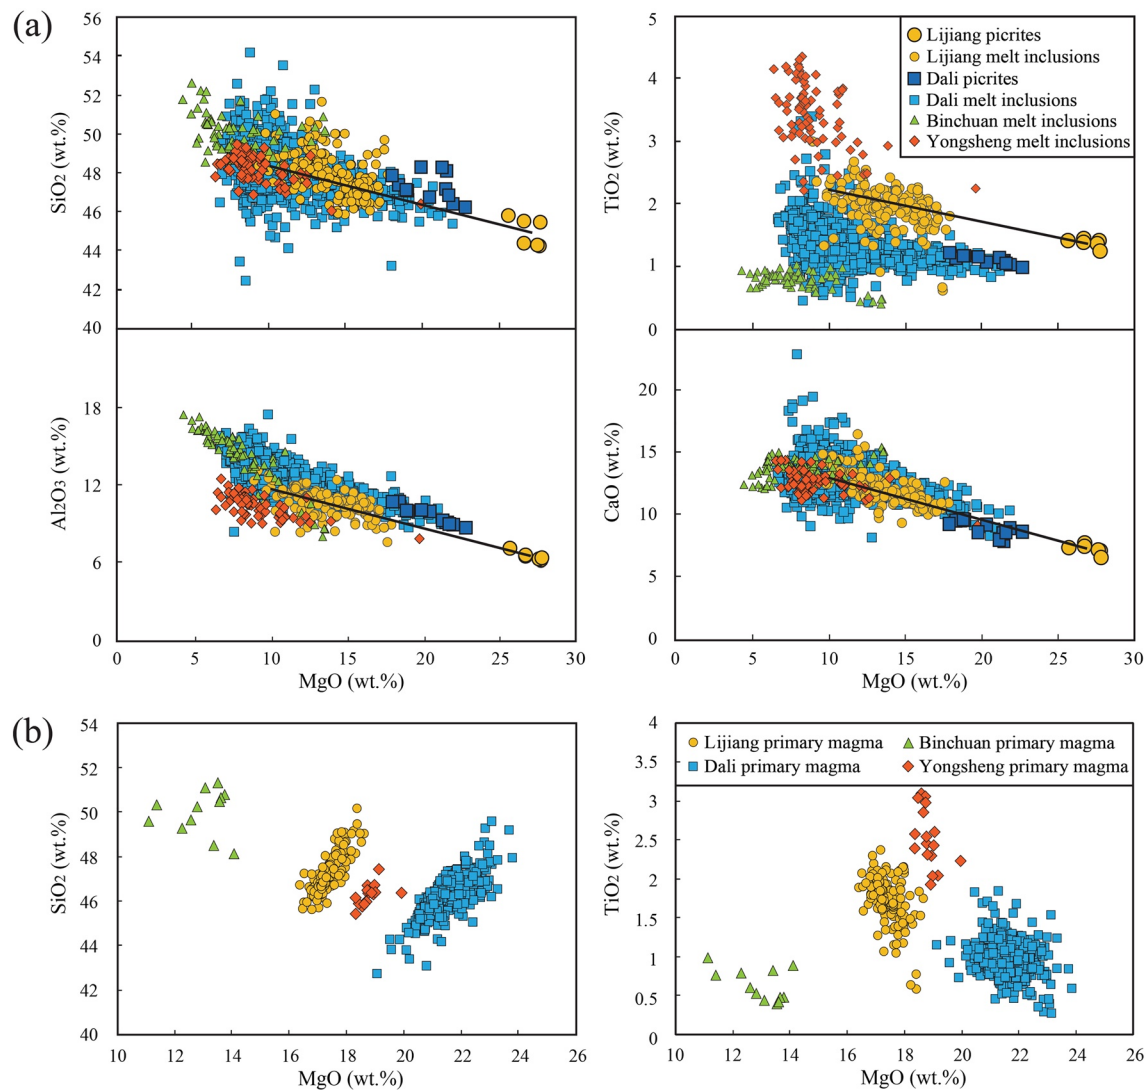 (a)
56
54
52
50
48
46
44
42
40
SiO2 (wt.%)
5
4
3
2
1
0
TiO2 (wt.%)
Lijiang picrites
Lijiang melt inclusions
Dali picrites
Dali melt inclusions
Binchuan melt inclusions
Yongsheng melt inclusions
18
12
6
0
Al2O3 (wt.%)
0 5 10 15 20 25 30
MgO (wt.%)
20
15
10
5
0
CaO (wt.%)
0 5 10 15 20 25 30
MgO (wt.%)
(b)
54
52
50
48
46
44
42
40
SiO2 (wt.%)
10 12 14 16 18 20 22 24 26
MgO (wt.%)
4
3.5
3
2.5
2
1.5
1
0.5
0
TiO2 (wt.%)
Lijiang primary magma Binchuan primary magma
Dali primary magma Yongsheng primary magma
10 12 14 16 18 20 22 24 26
MgO (wt.%)